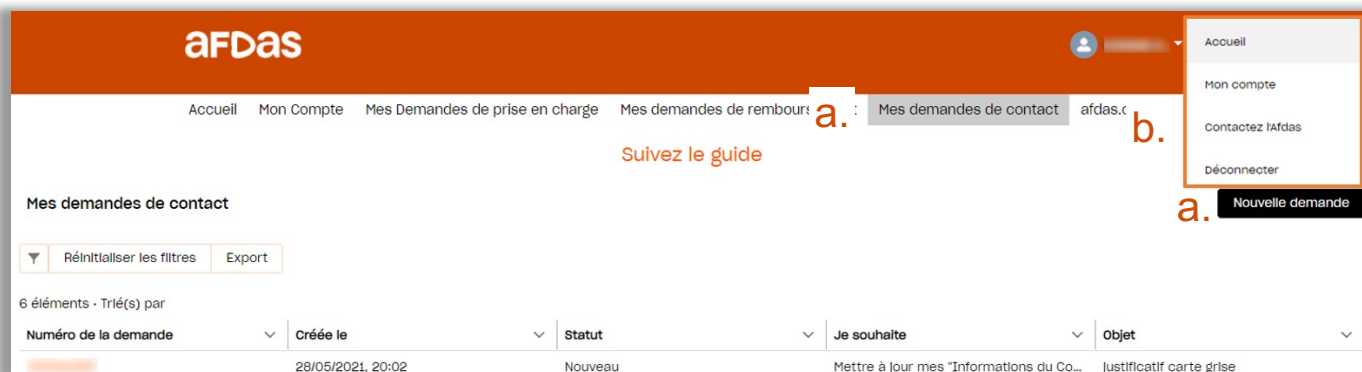 aFDas
Accueil
Mon compte
Contactez l'Afdas
Déconnecter
Accueil Mon Compte Mes Demandes de prise en charge Mes demandes de rembours a. Mes demandes de contact afdas.c b.
Suivez le guide
Mes demandes de contact
a. Nouvelle demande
Réinitialiser les filtres Export
6 éléments • Trié(s) par
Numéro de la demande Créée le Statut Je souhaite Objet
28/05/2021, 20:02 Nouveau Mettre à jour mes "Informations du Co... justificatif carte grise